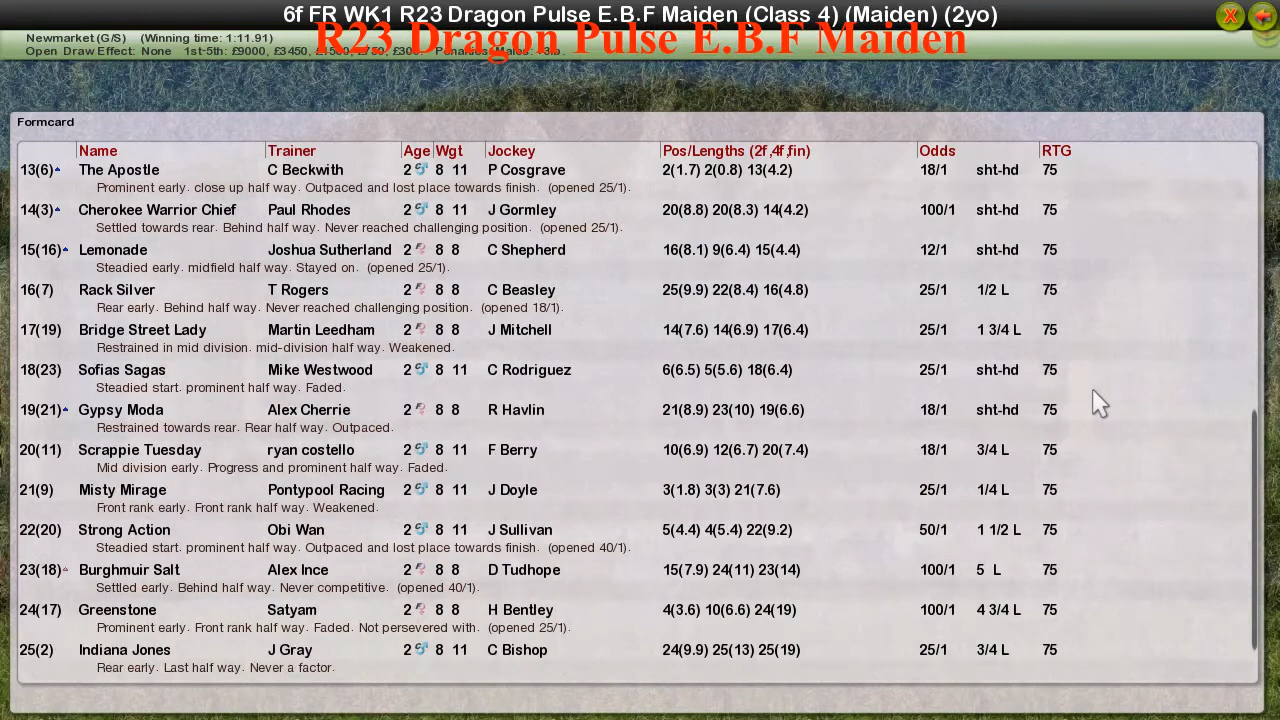 6f FR WK1 R23 Dragon Pulse E.B.F Maiden (Class 4) (Maiden) (2yo)
R23 Dragon Pulse E.B.F Maiden
Newmarket (G/S) (Winning time: 1:11.91)
Open Draw Effect: None 1st-5th: £9000, £3450,
Formcard
Name Trainer Age Wgt Jockey Pos/Lengths (2f,4f,fin) Odds RTG
13(6) The Apostle C Beckwith 2 8 11 P Cosgrave 2(1.7) 2(0.8) 13(4.2) 18/1 sht-hd 75
Prominent early. close up half way. Outpaced and lost place towards finish. (opened 25/1).
14(3) Cherokee Warrior Chief Paul Rhodes 2 8 11 J Gormley 20(8.8) 20(8.3) 14(4.2) 100/1 sht-hd 75
Settled towards rear. Behind half way. Never reached challenging position. (opened 25/1).
15(16) Lemonade Joshua Sutherland 2 8 8 C Shepherd 16(8.1) 9(6.4) 15(4.4) 12/1 sht-hd 75
Steadied early. midfield half way. Stayed on. (opened 25/1).
16(7) Rack Silver T Rogers 2 8 8 C Beasley 25(9.9) 22(8.4) 16(4.8) 25/1 1/2 L 75
Rear early. Behind half way. Never reached challenging position. (opened 18/1).
17(19) Bridge Street Lady Martin Leedham 2 8 8 J Mitchell 14(7.6) 14(6.9) 17(6.4) 25/1 1 3/4 L 75
Restrained in mid division. mid-division half way. Weakened.
18(23) Sofias Sagas Mike Westwood 2 8 11 C Rodriguez 6(6.5) 5(5.6) 18(6.4) 25/1 sht-hd 75
Steadied start. prominent half way. Faded.
19(21) Gypsy Moda Alex Cherrie 2 8 8 R Havlin 21(8.9) 23(10) 19(6.6) 18/1 sht-hd 75
Restrained towards rear. Rear half way. Outpaced.
20(11) Scrappie Tuesday ryan costello 2 8 11 F Berry 10(6.9) 12(6.7) 20(7.4) 18/1 3/4 L 75
Mid division early. Progress and prominent half way. Faded.
21(9) Misty Mirage Pontypool Racing 2 8 11 J Doyle 3(1.8) 3(3) 21(7.6) 25/1 1/4 L 75
Front rank early. Front rank half way. Weakened.
22(20) Strong Action Obi Wan 2 8 11 J Sullivan 5(4.4) 4(5.4) 22(9.2) 50/1 1 1/2 L 75
Steadied start. prominent half way. Outpaced and lost place towards finish. (opened 40/1).
23(18) Burghmuir Salt Alex Ince 2 8 8 D Tudhope 15(7.9) 24(11) 23(14) 100/1 5 L 75
Settled early. Behind half way. Never competitive. (opened 40/1).
24(17) Greenstone Satyam 2 8 8 H Bentley 4(3.6) 10(6.6) 24(19) 100/1 4 3/4 L 75
Prominent early. Front rank half way. Faded. Not persevered with. (opened 25/1).
25(2) Indiana Jones J Gray 2 8 11 C Bishop 24(9.9) 25(13) 25(19) 25/1 3/4 L 75
Rear early. Last half way. Never a factor.